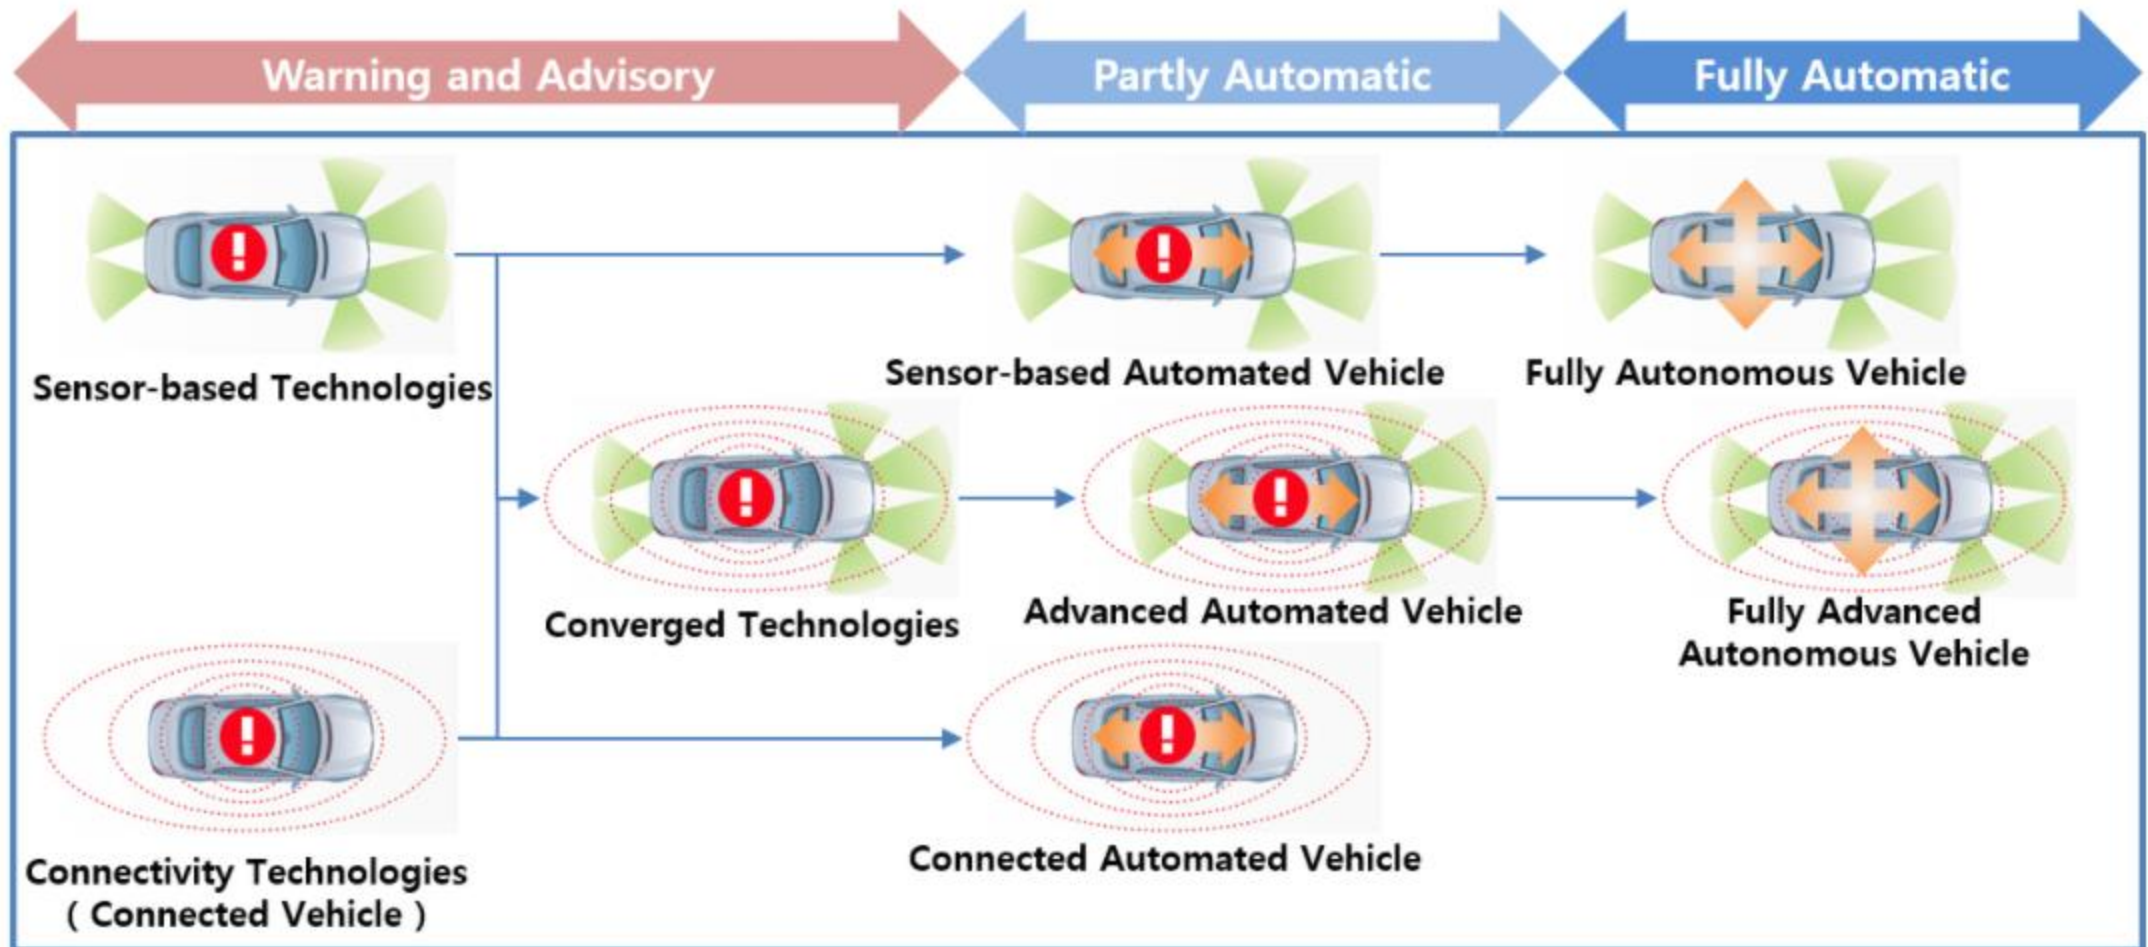 Warning and Advisory
Partly Automatic
Fully Automatic
Sensor-based Technologies
Sensor-based Automated Vehicle
Fully Autonomous Vehicle
Converged Technologies
Advanced Automated Vehicle
Fully Advanced
Autonomous Vehicle
Connectivity Technologies
( Connected Vehicle )
Connected Automated Vehicle